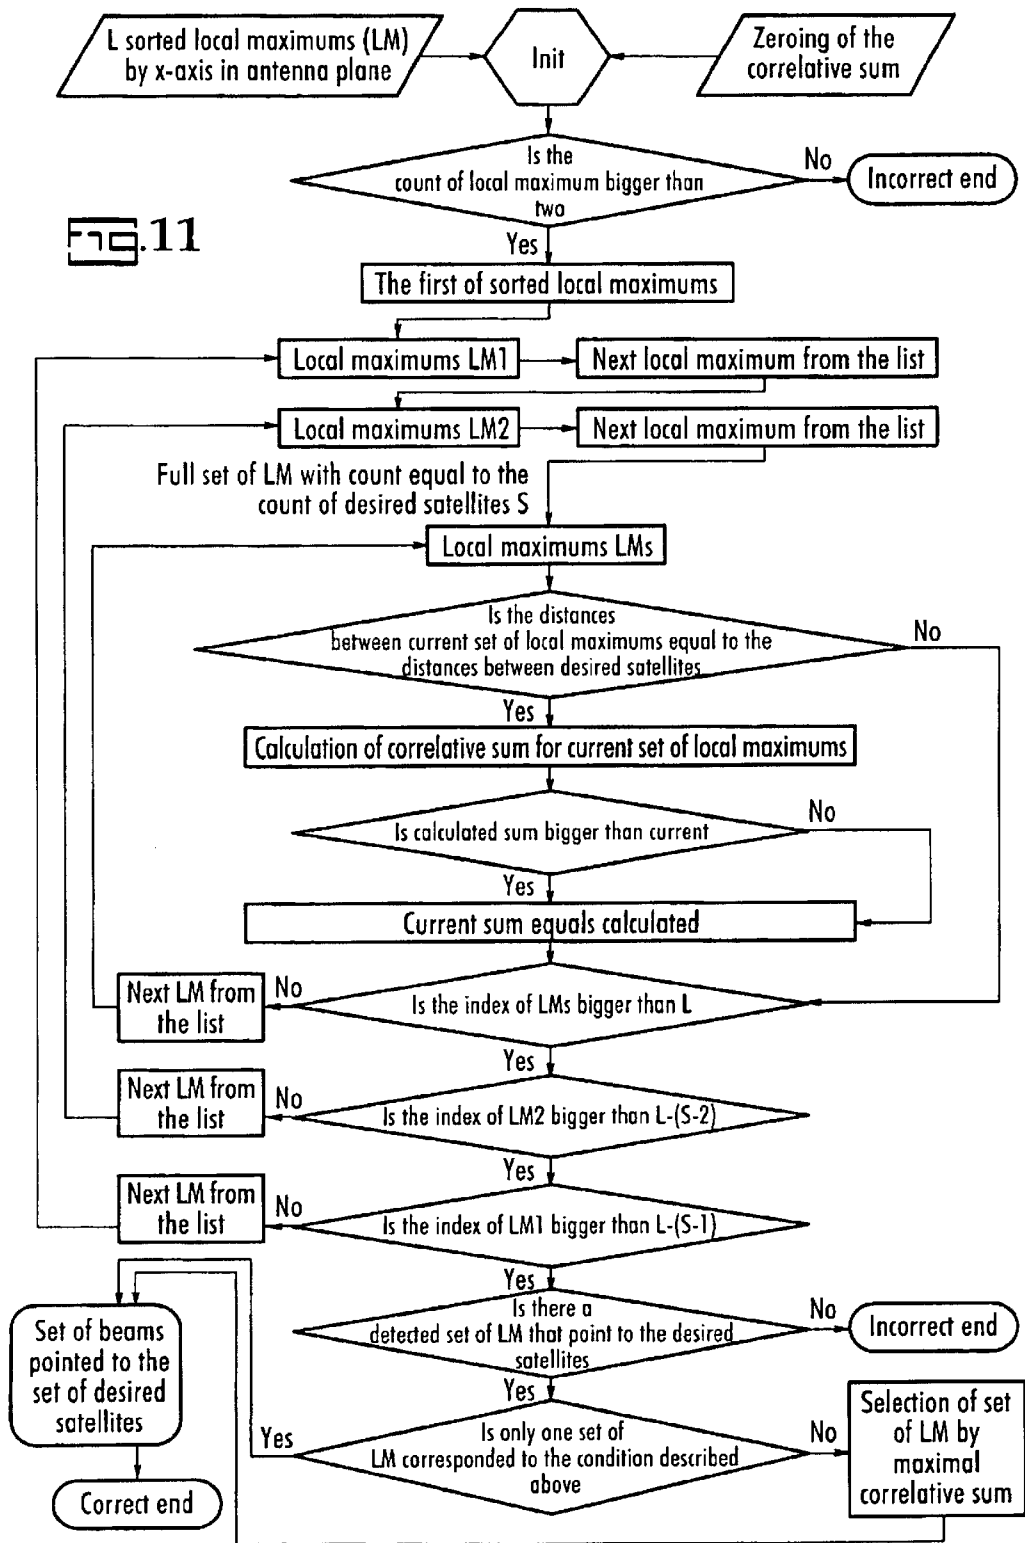 L sorted local maximums (LM)
by x-axis in antenna plane
Init
Zeroing of the
correlative sum
Is the
count of local maximum bigger than
two
No
Incorrect end
Yes
FIG.11
The first of sorted local maximums
Local maximums LM1
Next local maximum from the list
Local maximums LM2
Next local maximum from the list
Full set of LM with count equal to the
count of desired satellites S
Local maximums LMs
Is the distances
between current set of local maximums equal to the
distances between desired satellites
No
Yes
Calculation of correlative sum for current set of local maximums
Is calculated sum bigger than current
No
Yes
Current sum equals calculated
Next LM from
the list
No
Is the index of LMs bigger than L
Yes
Next LM from
the list
No
Is the index of LM2 bigger than L-(S-2)
Yes
Next LM from
the list
No
Is the index of LM1 bigger than L-(S-1)
Yes
Is there a
detected set of LM that point to the desired
satellites
No
Incorrect end
Yes
Set of beams
pointed to the
set of desired
satellites
Yes
Is only one set of
LM corresponded to the condition described
above
No
Selection of set
of LM by
maximal
correlative sum
Correct end